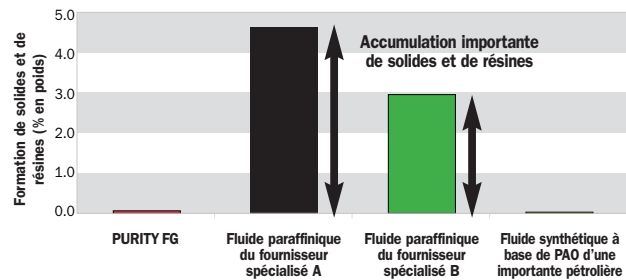 Formation de solides et de
résines (% en poids)
5.0
4.0
3.0
2.0
1.0
0.0
Accumulation importante
de solides et de résines
PURITY FG
Fluide paraffinique
du fournisseur
spécialisé A
Fluide paraffinique
du fournisseur
spécialisé B
Fluide synthétique à
base de PAO d'une
importante pétrolière